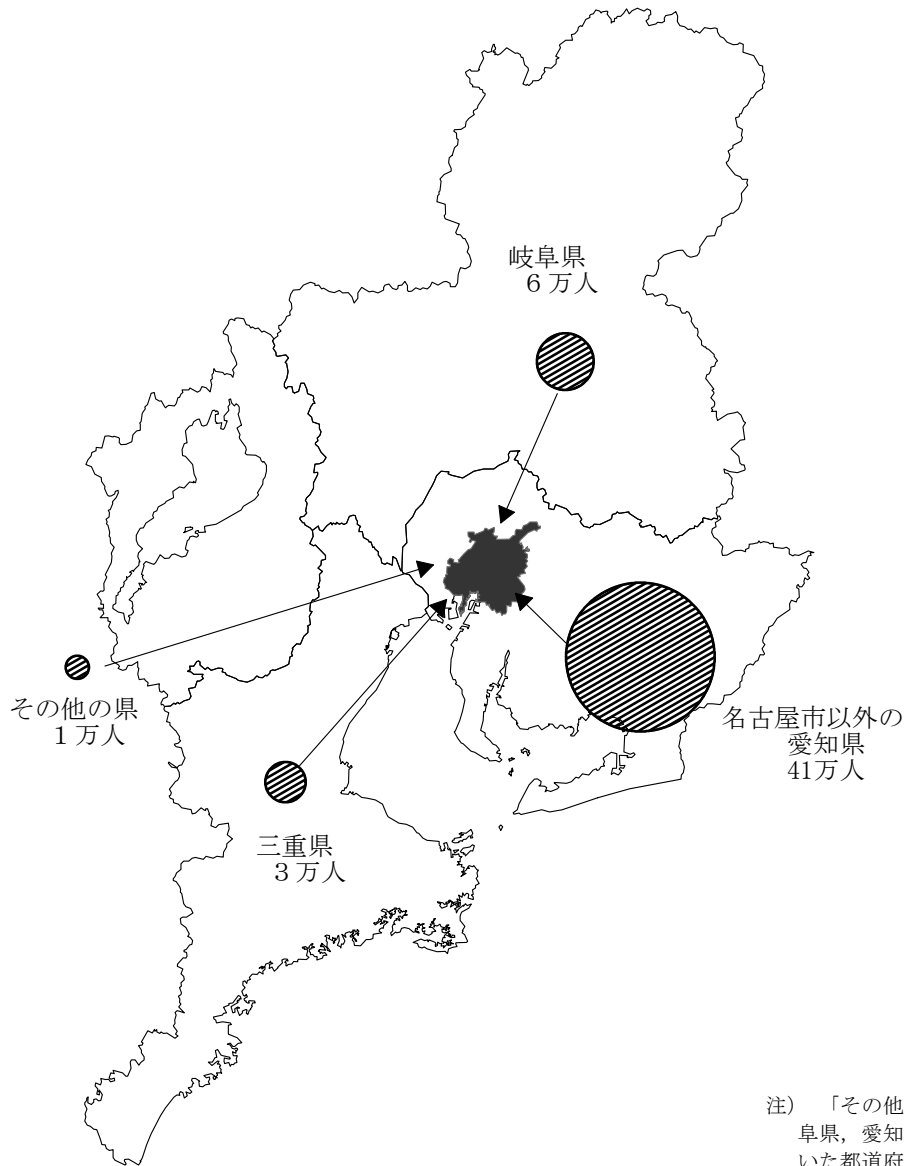 岐阜県
６万人
その他の県
１万人
名古屋市以外の
愛知県
41万人
三重県
３万人
注） 「その他
阜県，愛知
いた都道府